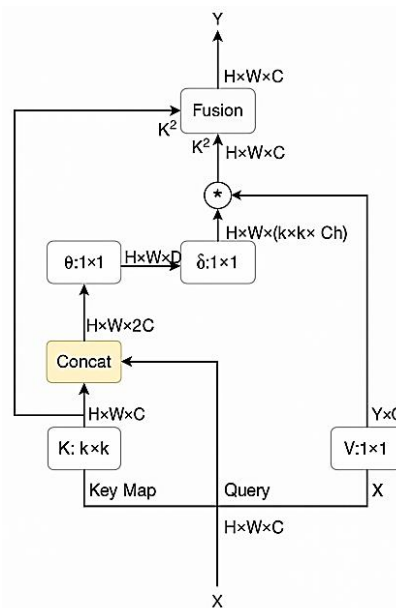 Y
H×W×C
Fusion
K²
K²
H×W×C
*
H×W×(k×k× Ch)
θ:1×1
H×W×D
δ:1×1
H×W×2C
Concat
H×W×C
Y×C
K: k×k
V:1×1
Key Map
Query
X
H×W×C
X